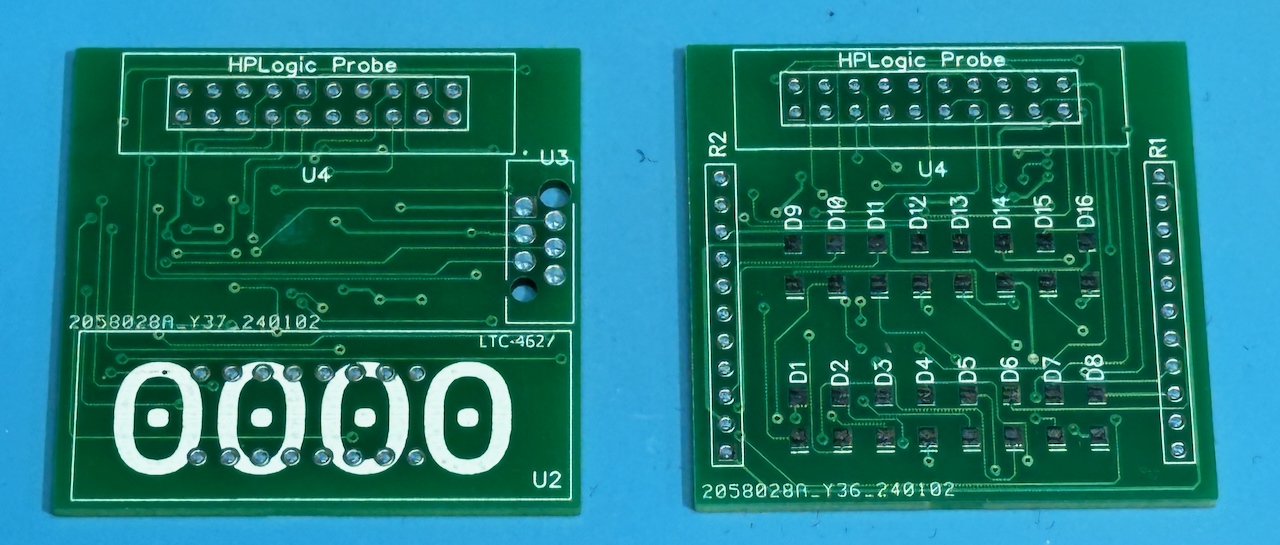 HPLogic Probe
U4
U3
2058028A_Y37_240102
LTC-4627
0000
U2
HPLogic Probe
R2
U4
R1
D9 D10 D11 D12 D13 D14 D15 D16
D1 D2 D3 D4 D5 D6 D7 D8
2058028A_Y36_240102